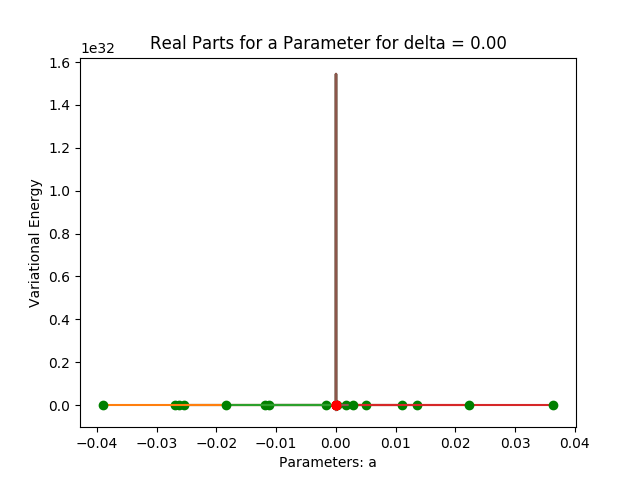 Real Parts for a Parameter for delta = 0.00
1e32
1.6
1.4
1.2
1.0
0.8
0.6
0.4
0.2
0.0
Variational Energy
−0.04 −0.03 −0.02 −0.01 0.00 0.01 0.02 0.03 0.04
Parameters: a